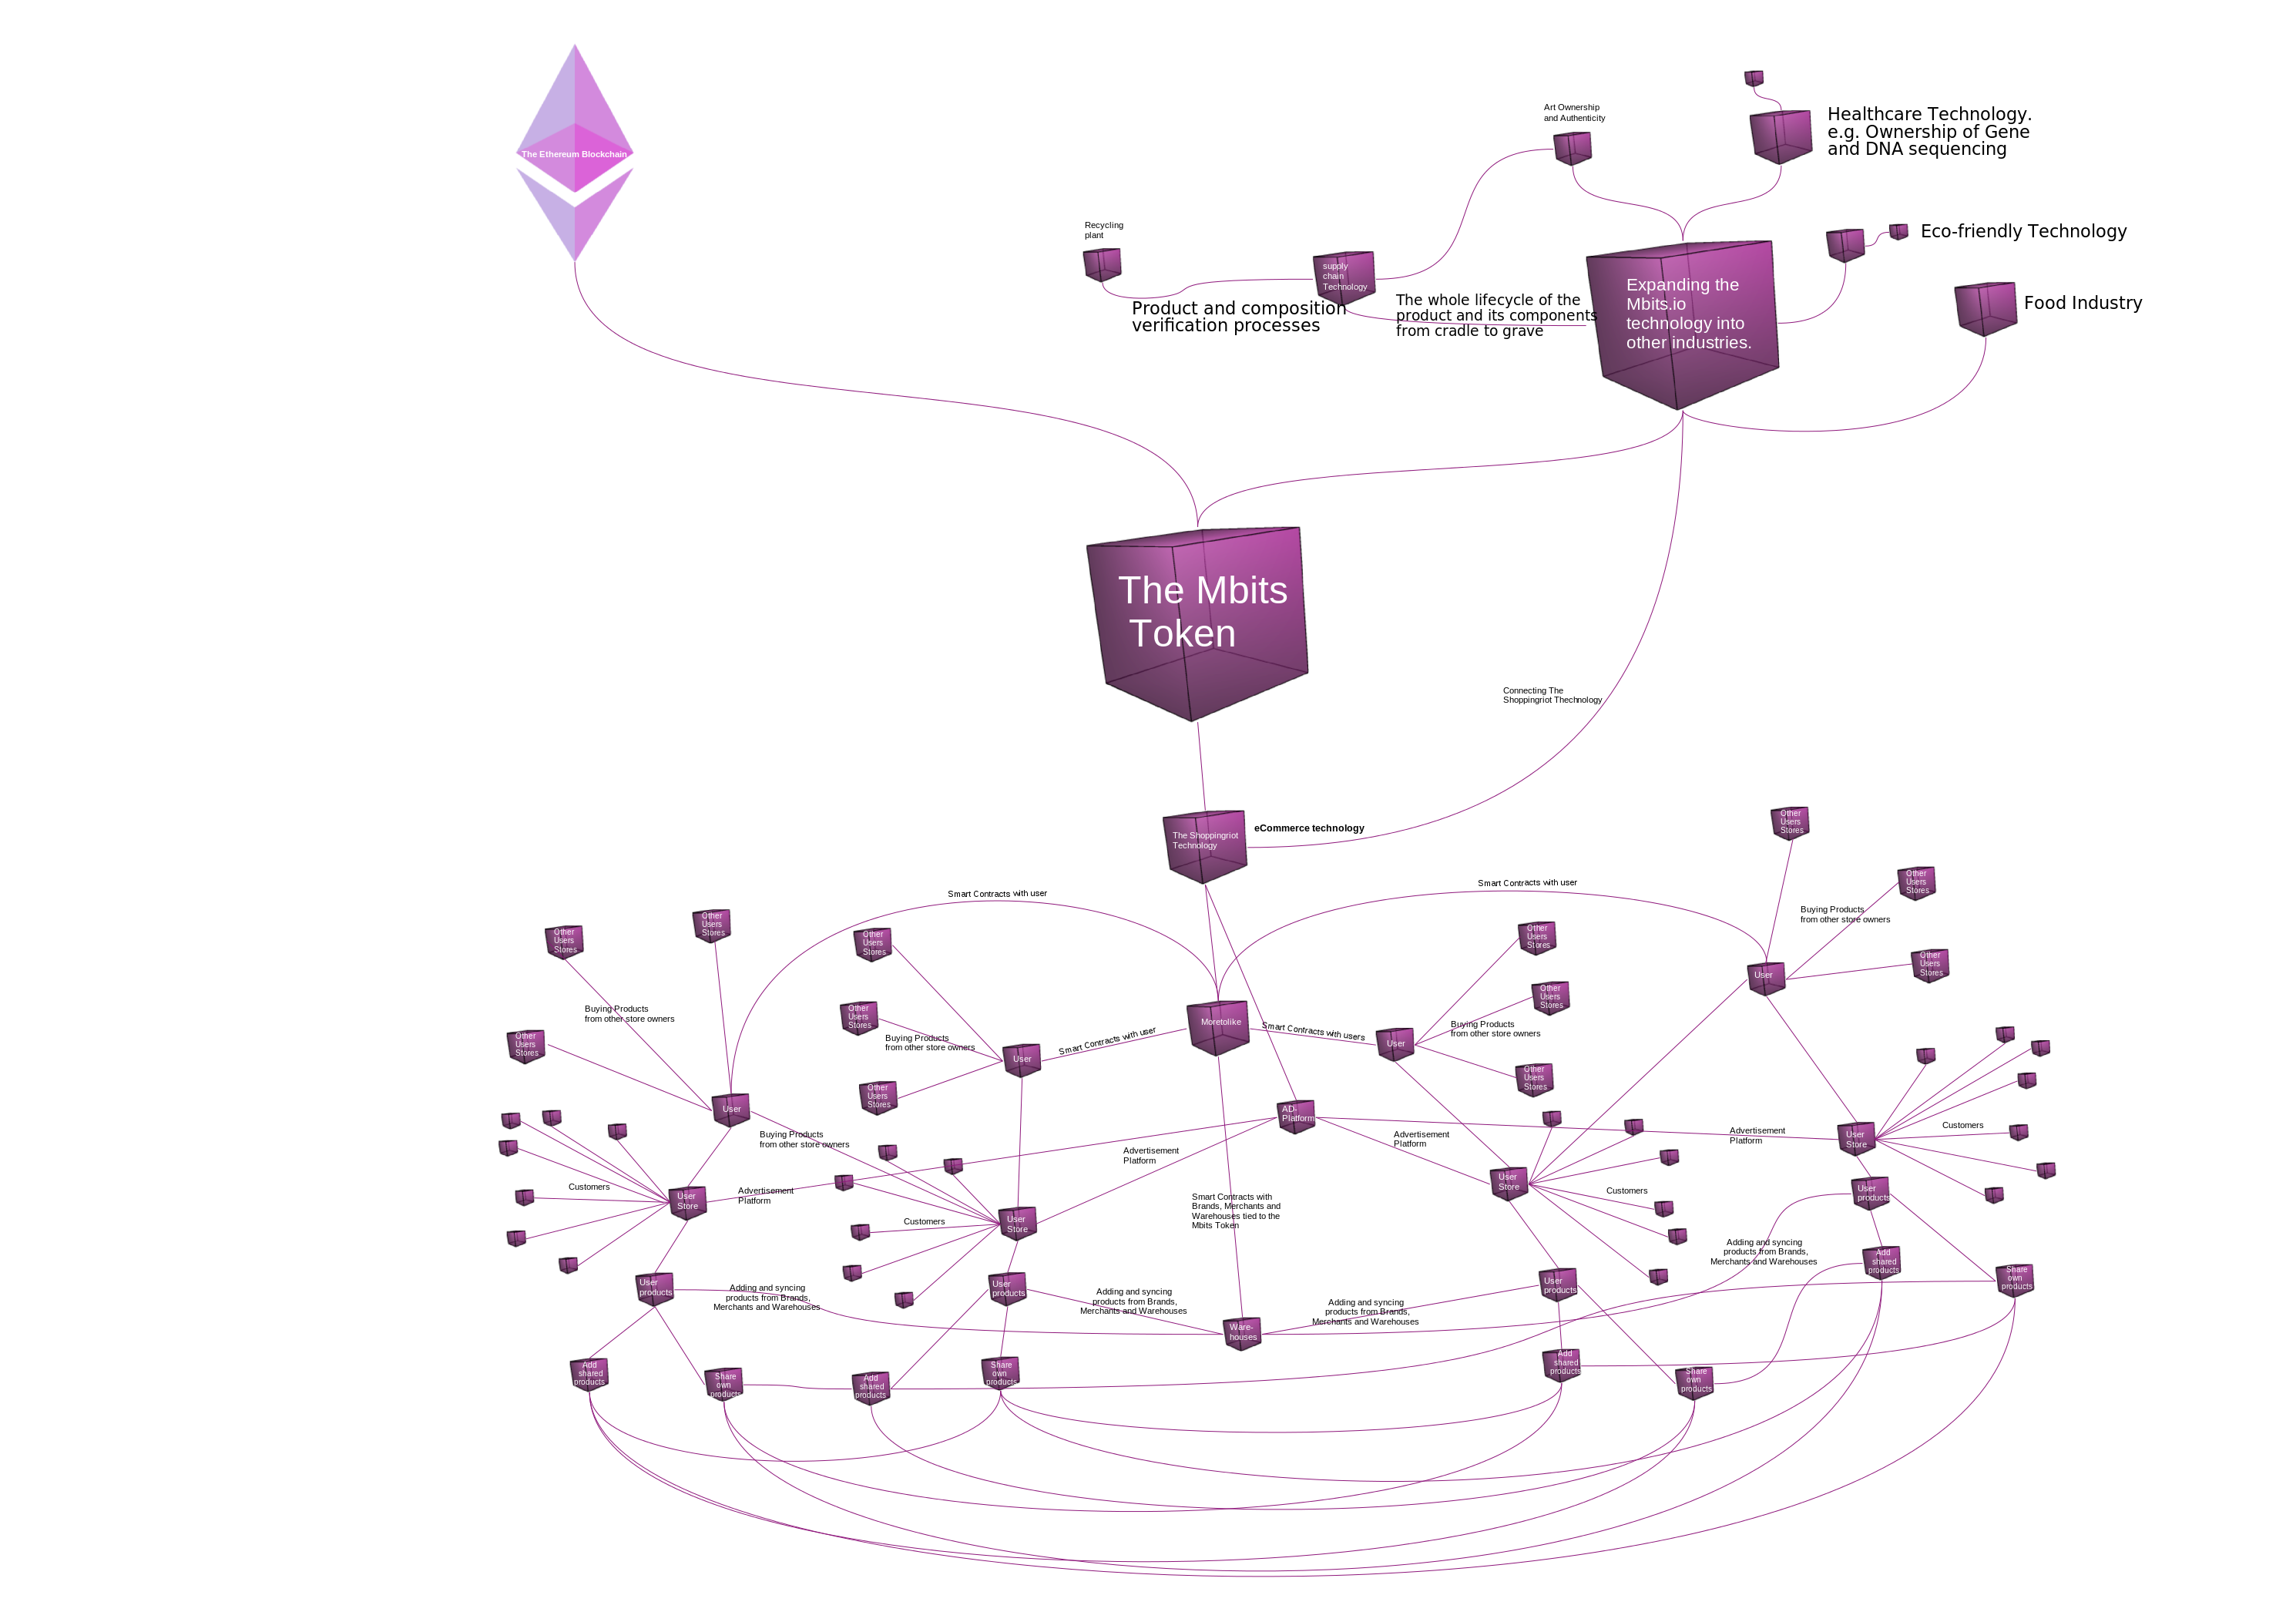 The Ethereum Blockchain
Art Ownership
and Authenticity
Healthcare Technology.
e.g. Ownership of Gene
and DNA sequencing
Recycling
plant
Eco-friendly Technology
supply
chain
Technology
Product and composition
verification processes
The whole lifecycle of the
product and its components
from cradle to grave
Expanding the
Mbits.io
technology into
other industries.
Food Industry
The Mbits
Token
Connecting The
Shoppingriot Thechnology
The Shoppingriot
Technology
eCommerce technology
Other
Users
Stores
Smart Contracts with user
Smart Contracts with user
Other
Users
Stores
Buying Products
from other store owners
Other
Users
Stores
Other
Users
Stores
Other
Users
Stores
Other
Users
Stores
Other
Users
Stores
User
Other
Users
Stores
Buying Products
from other store owners
Other
Users
Stores
Other
Users
Stores
Buying Products
from other store owners
User
Smart Contracts with user
Moretolike
Smart Contracts with users
User
Buying Products
from other store owners
Other
Users
Stores
Other
Users
Stores
Other
Users
Stores
User
AD-
Platform
Buying Products
from other store owners
Advertisement
Platform
Advertisement
Platform
Advertisement
Platform
Customers
User
Store
Customers
User
Store
Advertisement
Platform
Customers
User
Store
Smart Contracts with
Brands, Merchants and
Warehouses tied to the
Mbits Token
User
Store
Customers
User
products
Adding and syncing
products from Brands,
Merchants and Warehouses
Add
shared
products
Share
own
products
User
products
Adding and syncing
products from Brands,
Merchants and Warehouses
User
products
Adding and syncing
products from Brands,
Merchants and Warehouses
Ware-
houses
Adding and syncing
products from Brands,
Merchants and Warehouses
User
products
Add
shared
products
Share
own
products
Add
shared
products
Share
own
products
Add
shared
products
Share
own
products